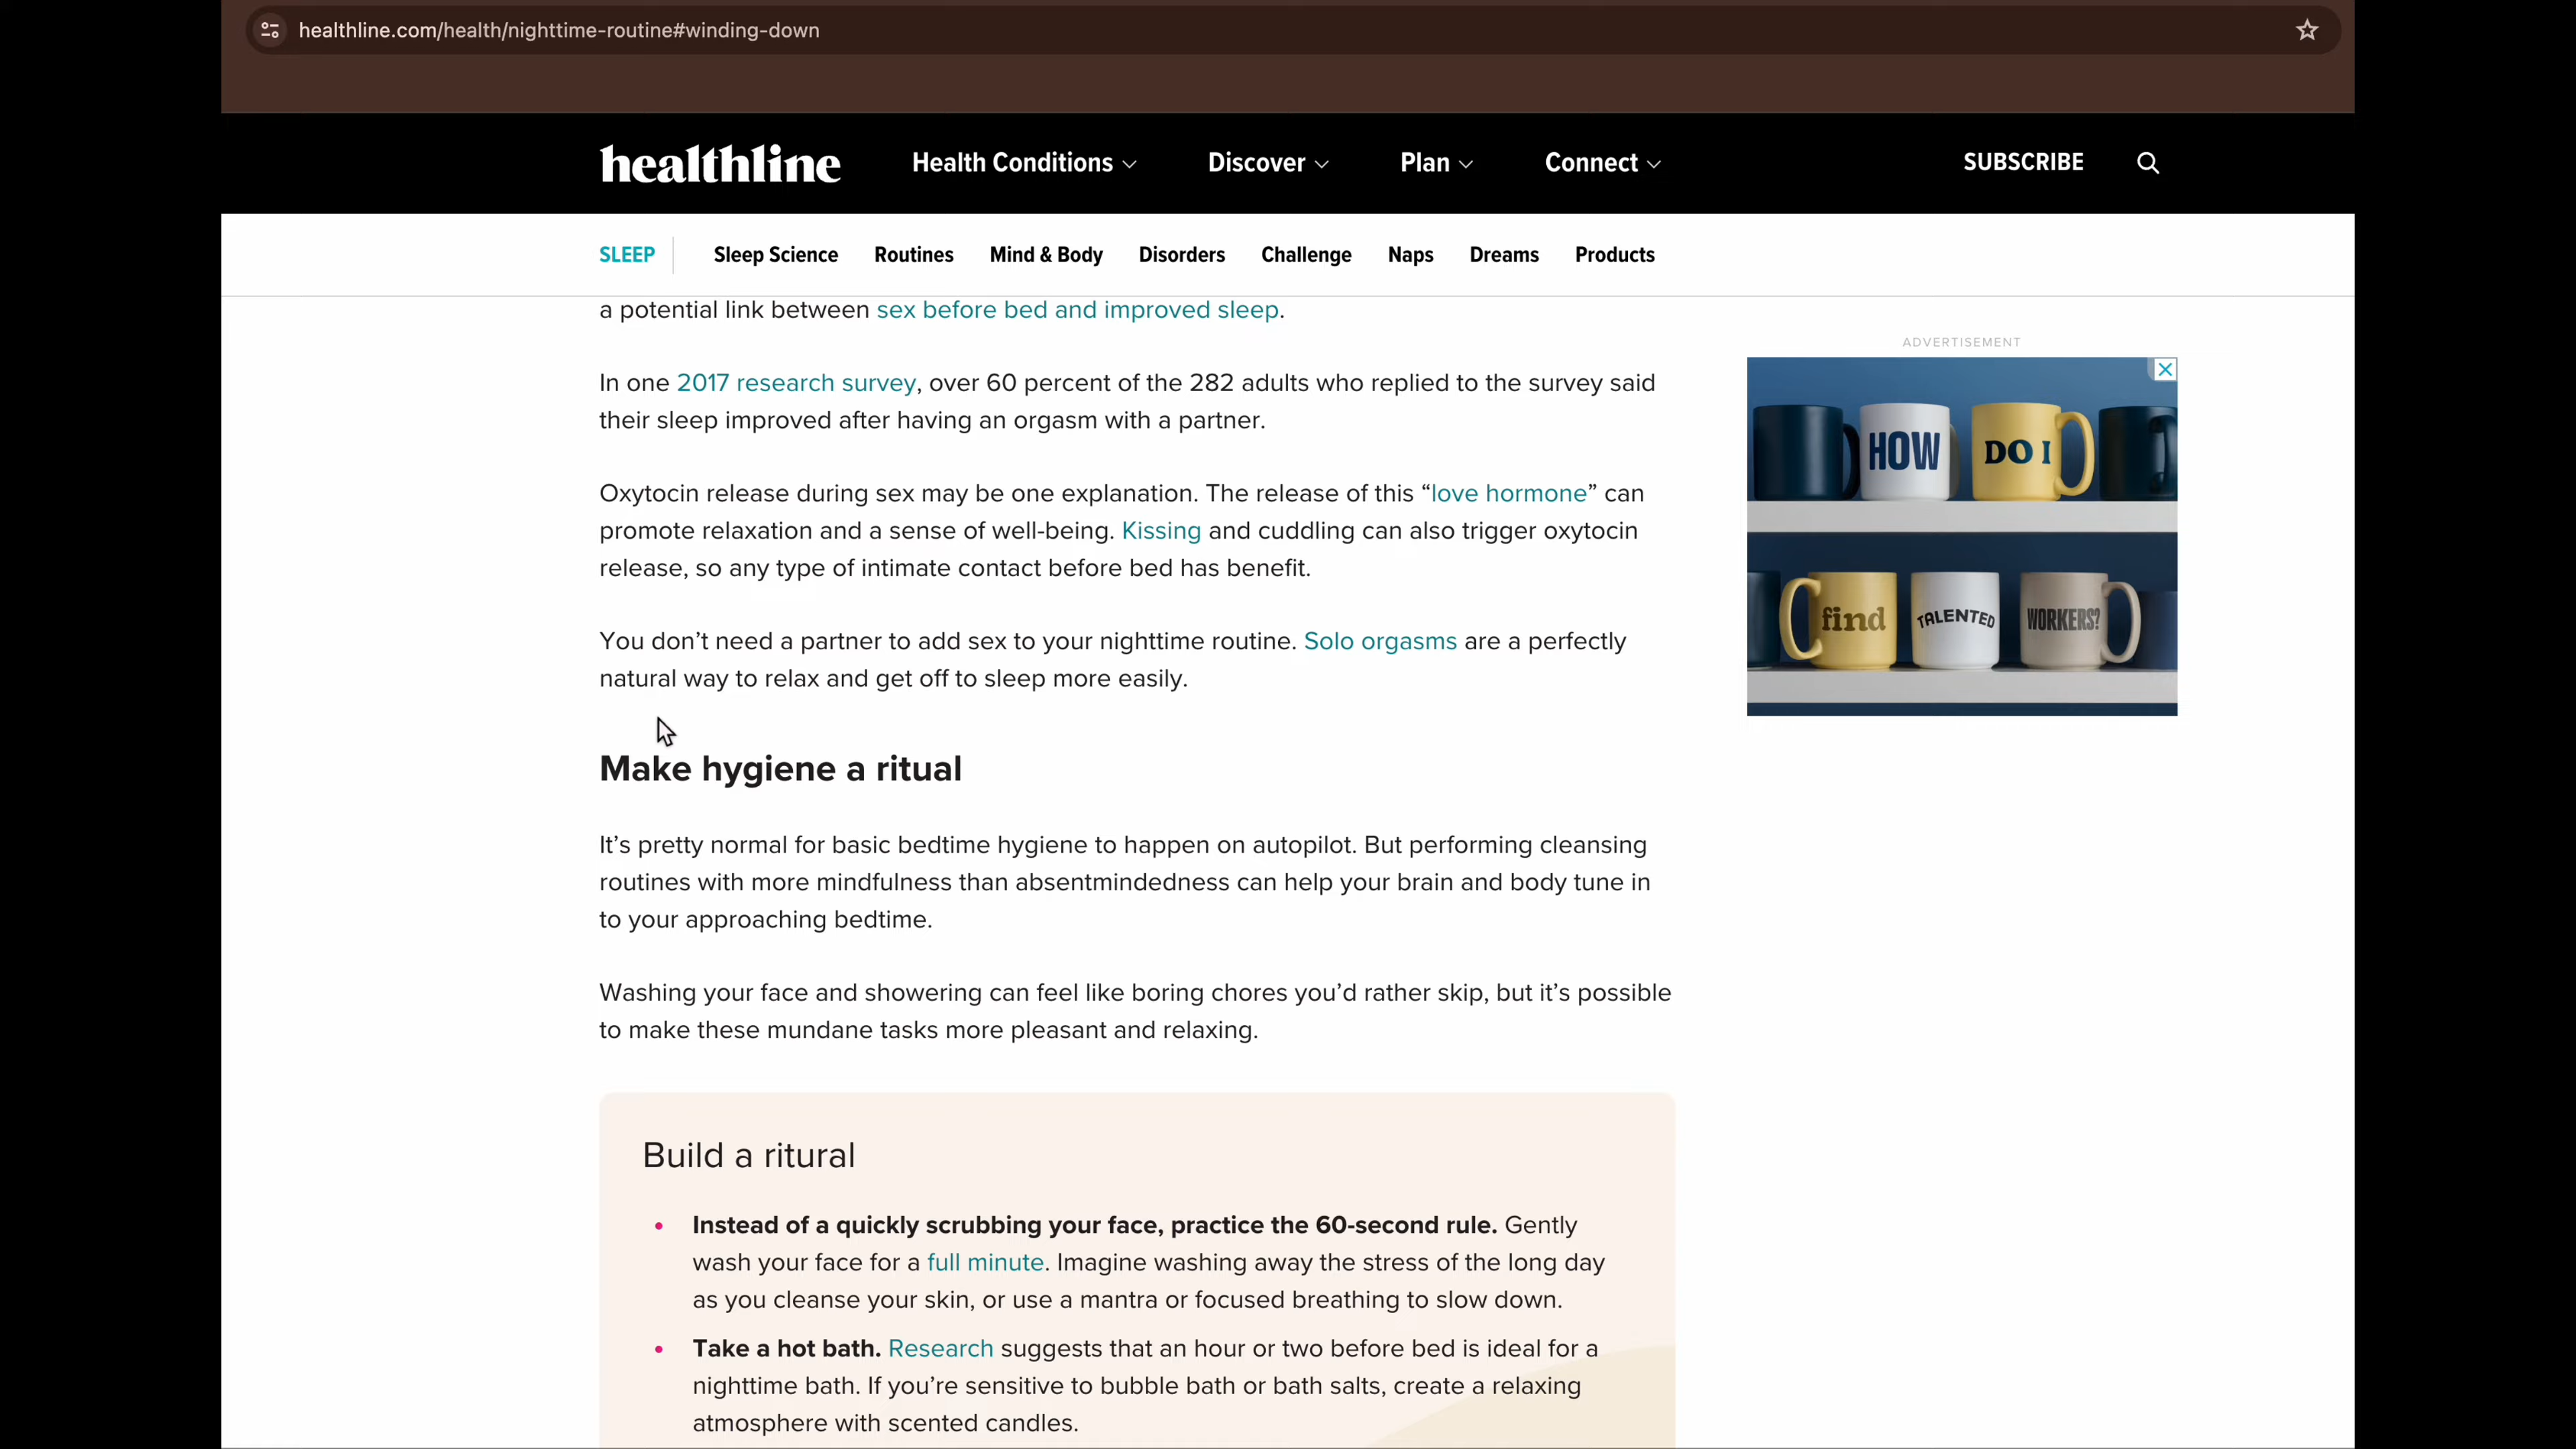 healthline.com/health/nighttime-routine#winding-down
healthline Health Conditions Discover Plan Connect SUBSCRIBE
SLEEP Sleep Science Routines Mind & Body Disorders Challenge Naps Dreams Products
a potential link between sex before bed and improved sleep.
In one 2017 research survey, over 60 percent of the 282 adults who replied to the survey said
their sleep improved after having an orgasm with a partner.
Oxytocin release during sex may be one explanation. The release of this “love hormone” can
promote relaxation and a sense of well-being. Kissing and cuddling can also trigger oxytocin
release, so any type of intimate contact before bed has benefit.
You don’t need a partner to add sex to your nighttime routine. Solo orgasms are a perfectly
natural way to relax and get off to sleep more easily.
Make hygiene a ritual
It’s pretty normal for basic bedtime hygiene to happen on autopilot. But performing cleansing
routines with more mindfulness than absentmindedness can help your brain and body tune in
to your approaching bedtime.
Washing your face and showering can feel like boring chores you’d rather skip, but it’s possible
to make these mundane tasks more pleasant and relaxing.
Build a ritural
• Instead of a quickly scrubbing your face, practice the 60-second rule. Gently
wash your face for a full minute. Imagine washing away the stress of the long day
as you cleanse your skin, or use a mantra or focused breathing to slow down.
• Take a hot bath. Research suggests that an hour or two before bed is ideal for a
nighttime bath. If you’re sensitive to bubble bath or bath salts, create a relaxing
atmosphere with scented candles.
ADVERTISEMENT
HOW DO I
find TALENTED WORKERS?